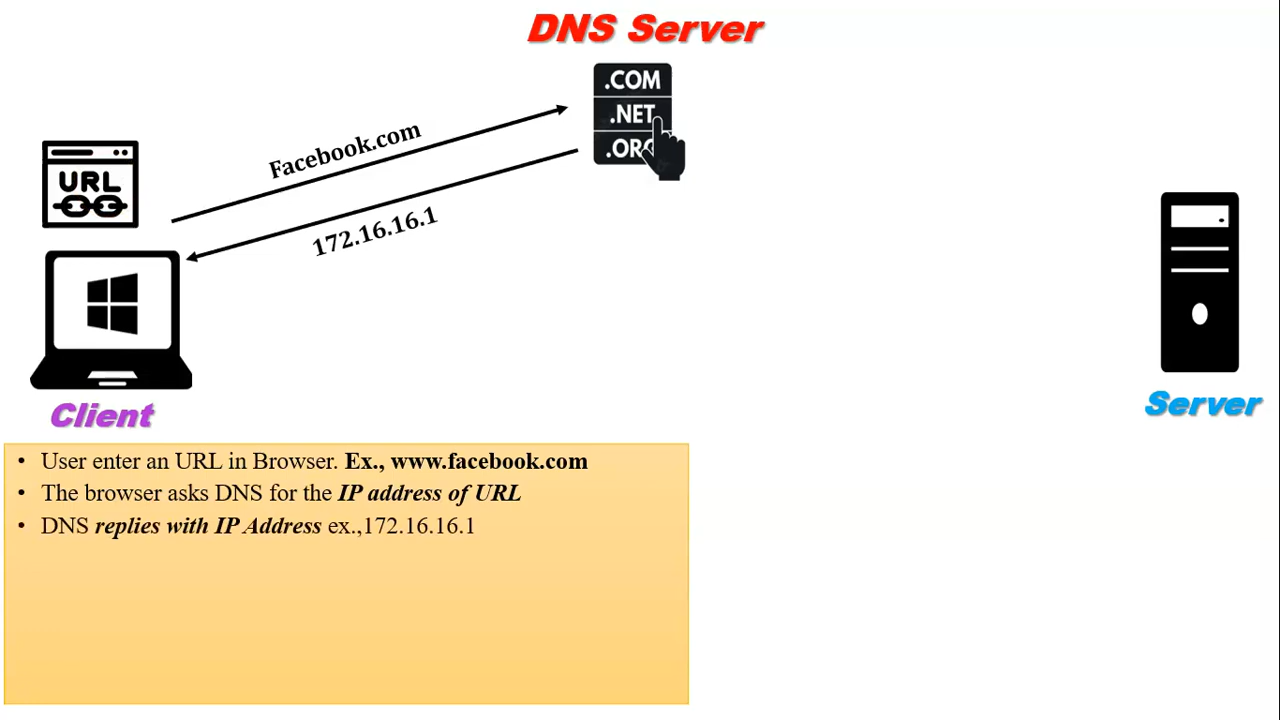 DNS Server
.COM
.NET
.ORG
Facebook.com
172.16.16.1
URL
Client
Server
• User enter an URL in Browser. Ex., www.facebook.com
• The browser asks DNS for the IP address of URL
• DNS replies with IP Address ex.,172.16.16.1